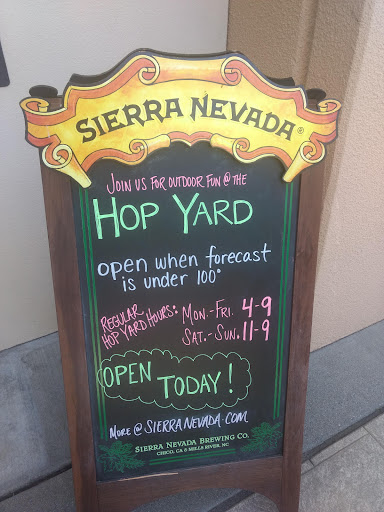 SIERRA NEVADA®
JOIN US FOR OUTDOOR FUN @ THE
HOP YARD
open when forecast
is under 100°
REGULAR HOP YARD HOURS: MON.-FRI. 4-9
SAT.-SUN. 11-9
OPEN TODAY!
MORE @ SIERRANEVADA.COM
SIERRA NEVADA BREWING CO.
CHICO, CA & MILLS RIVER, NC